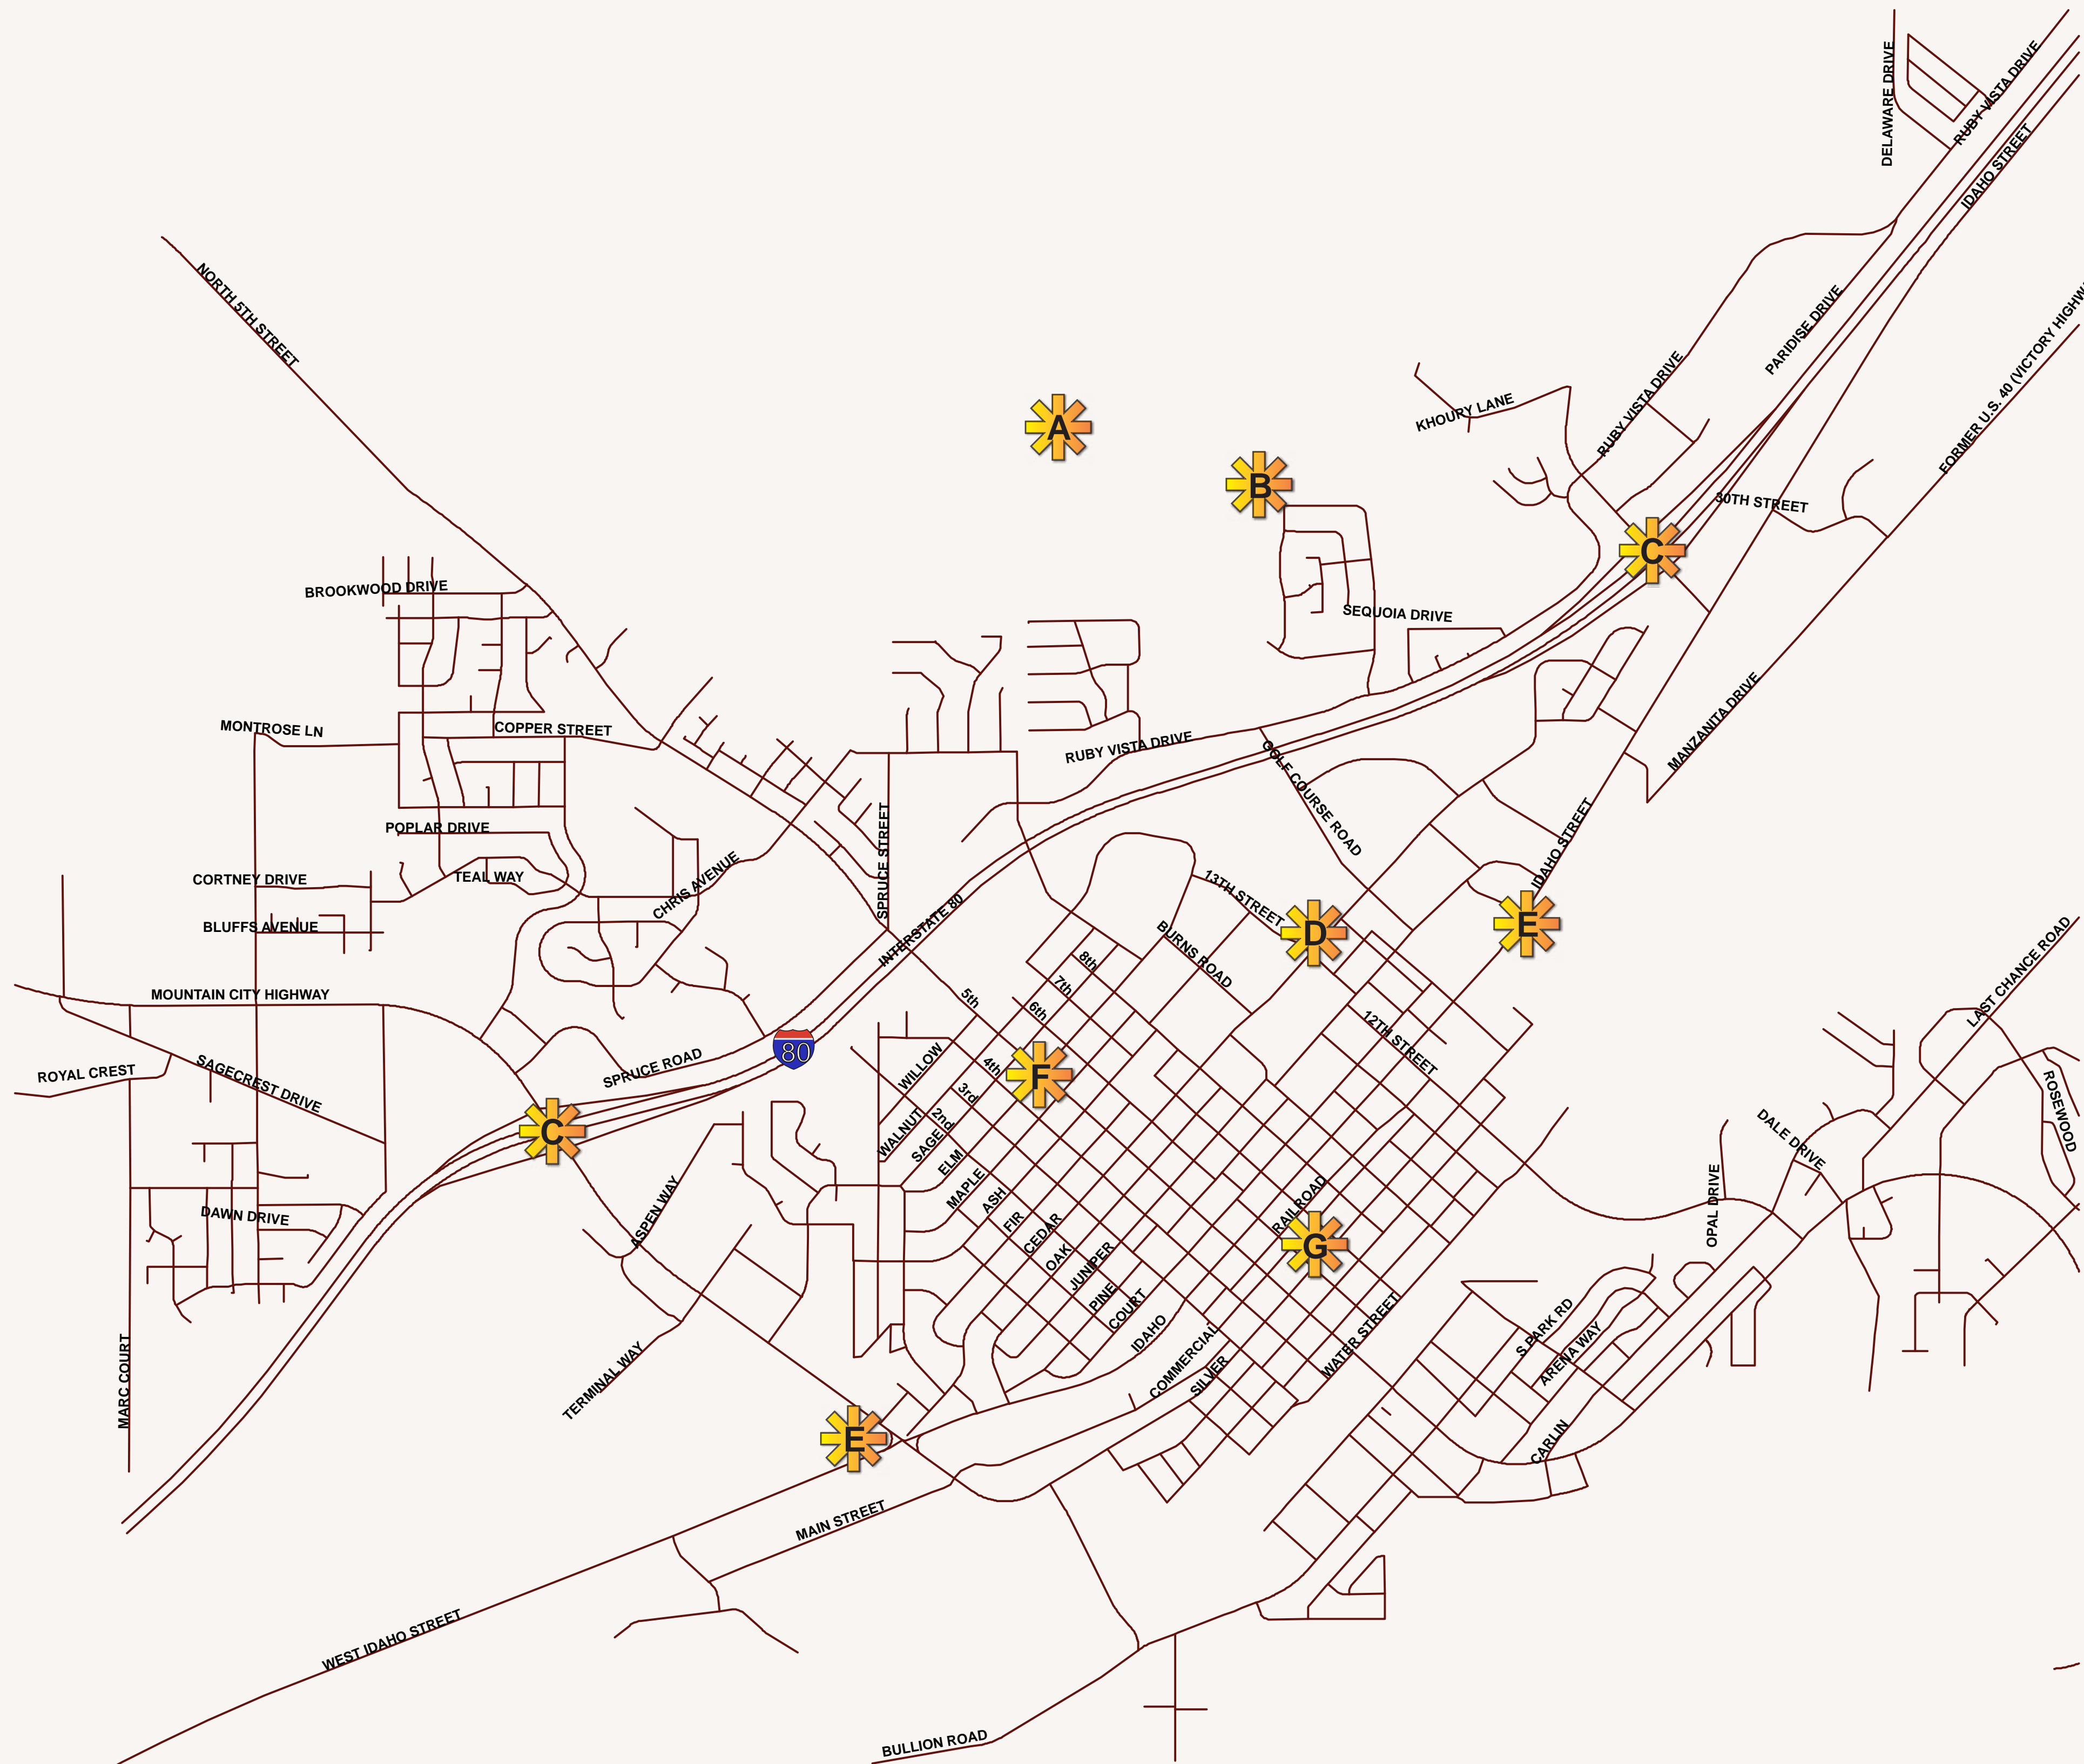 DELAWARE DRIVE
RUBY VISTA DRIVE
IDAHO STREET
NORTH 5TH STREET
PARIDISE DRIVE
FORMER U.S. 40 (VICTORY HIGHW
KHOURY LANE
RUBY VISTA DRIVE
A
B
30TH STREET
C
BROOKWOOD DRIVE
SEQUOIA DRIVE
MONTROSE LN
COPPER STREET
RUBY VISTA DRIVE
GOLF COURSE ROAD
MANZANITA DRIVE
POPLAR DRIVE
SPRUCE STREET
IDAHO STREET
CORTNEY DRIVE
TEAL WAY
CHRIS AVENUE
13TH STREET
BLUFFS AVENUE
INTERSTATE 80
BURNS ROAD
D
E
LAST CHANCE ROAD
MOUNTAIN CITY HIGHWAY
8th
7th
5th
6th
12TH STREET
80
ROYAL CREST
SAGECREST DRIVE
SPRUCE ROAD
WILLOW
4th
F
3rd
2nd
ROSEWOOD
C
WALNUT
SAGE
ELM
DALE DRIVE
MAPLE
ASH
RAILROAD
DAWN DRIVE
ASPEN WAY
FIR
CEDAR
OAK
G
OPAL DRIVE
JUNIPER
PINE
COURT
IDAHO
WATER STREET
S PARK RD
ARENA WAY
MARC COURT
TERMINAL WAY
COMMERCIAL
SILVER
E
CARLIN
MAIN STREET
WEST IDAHO STREET
BULLION ROAD